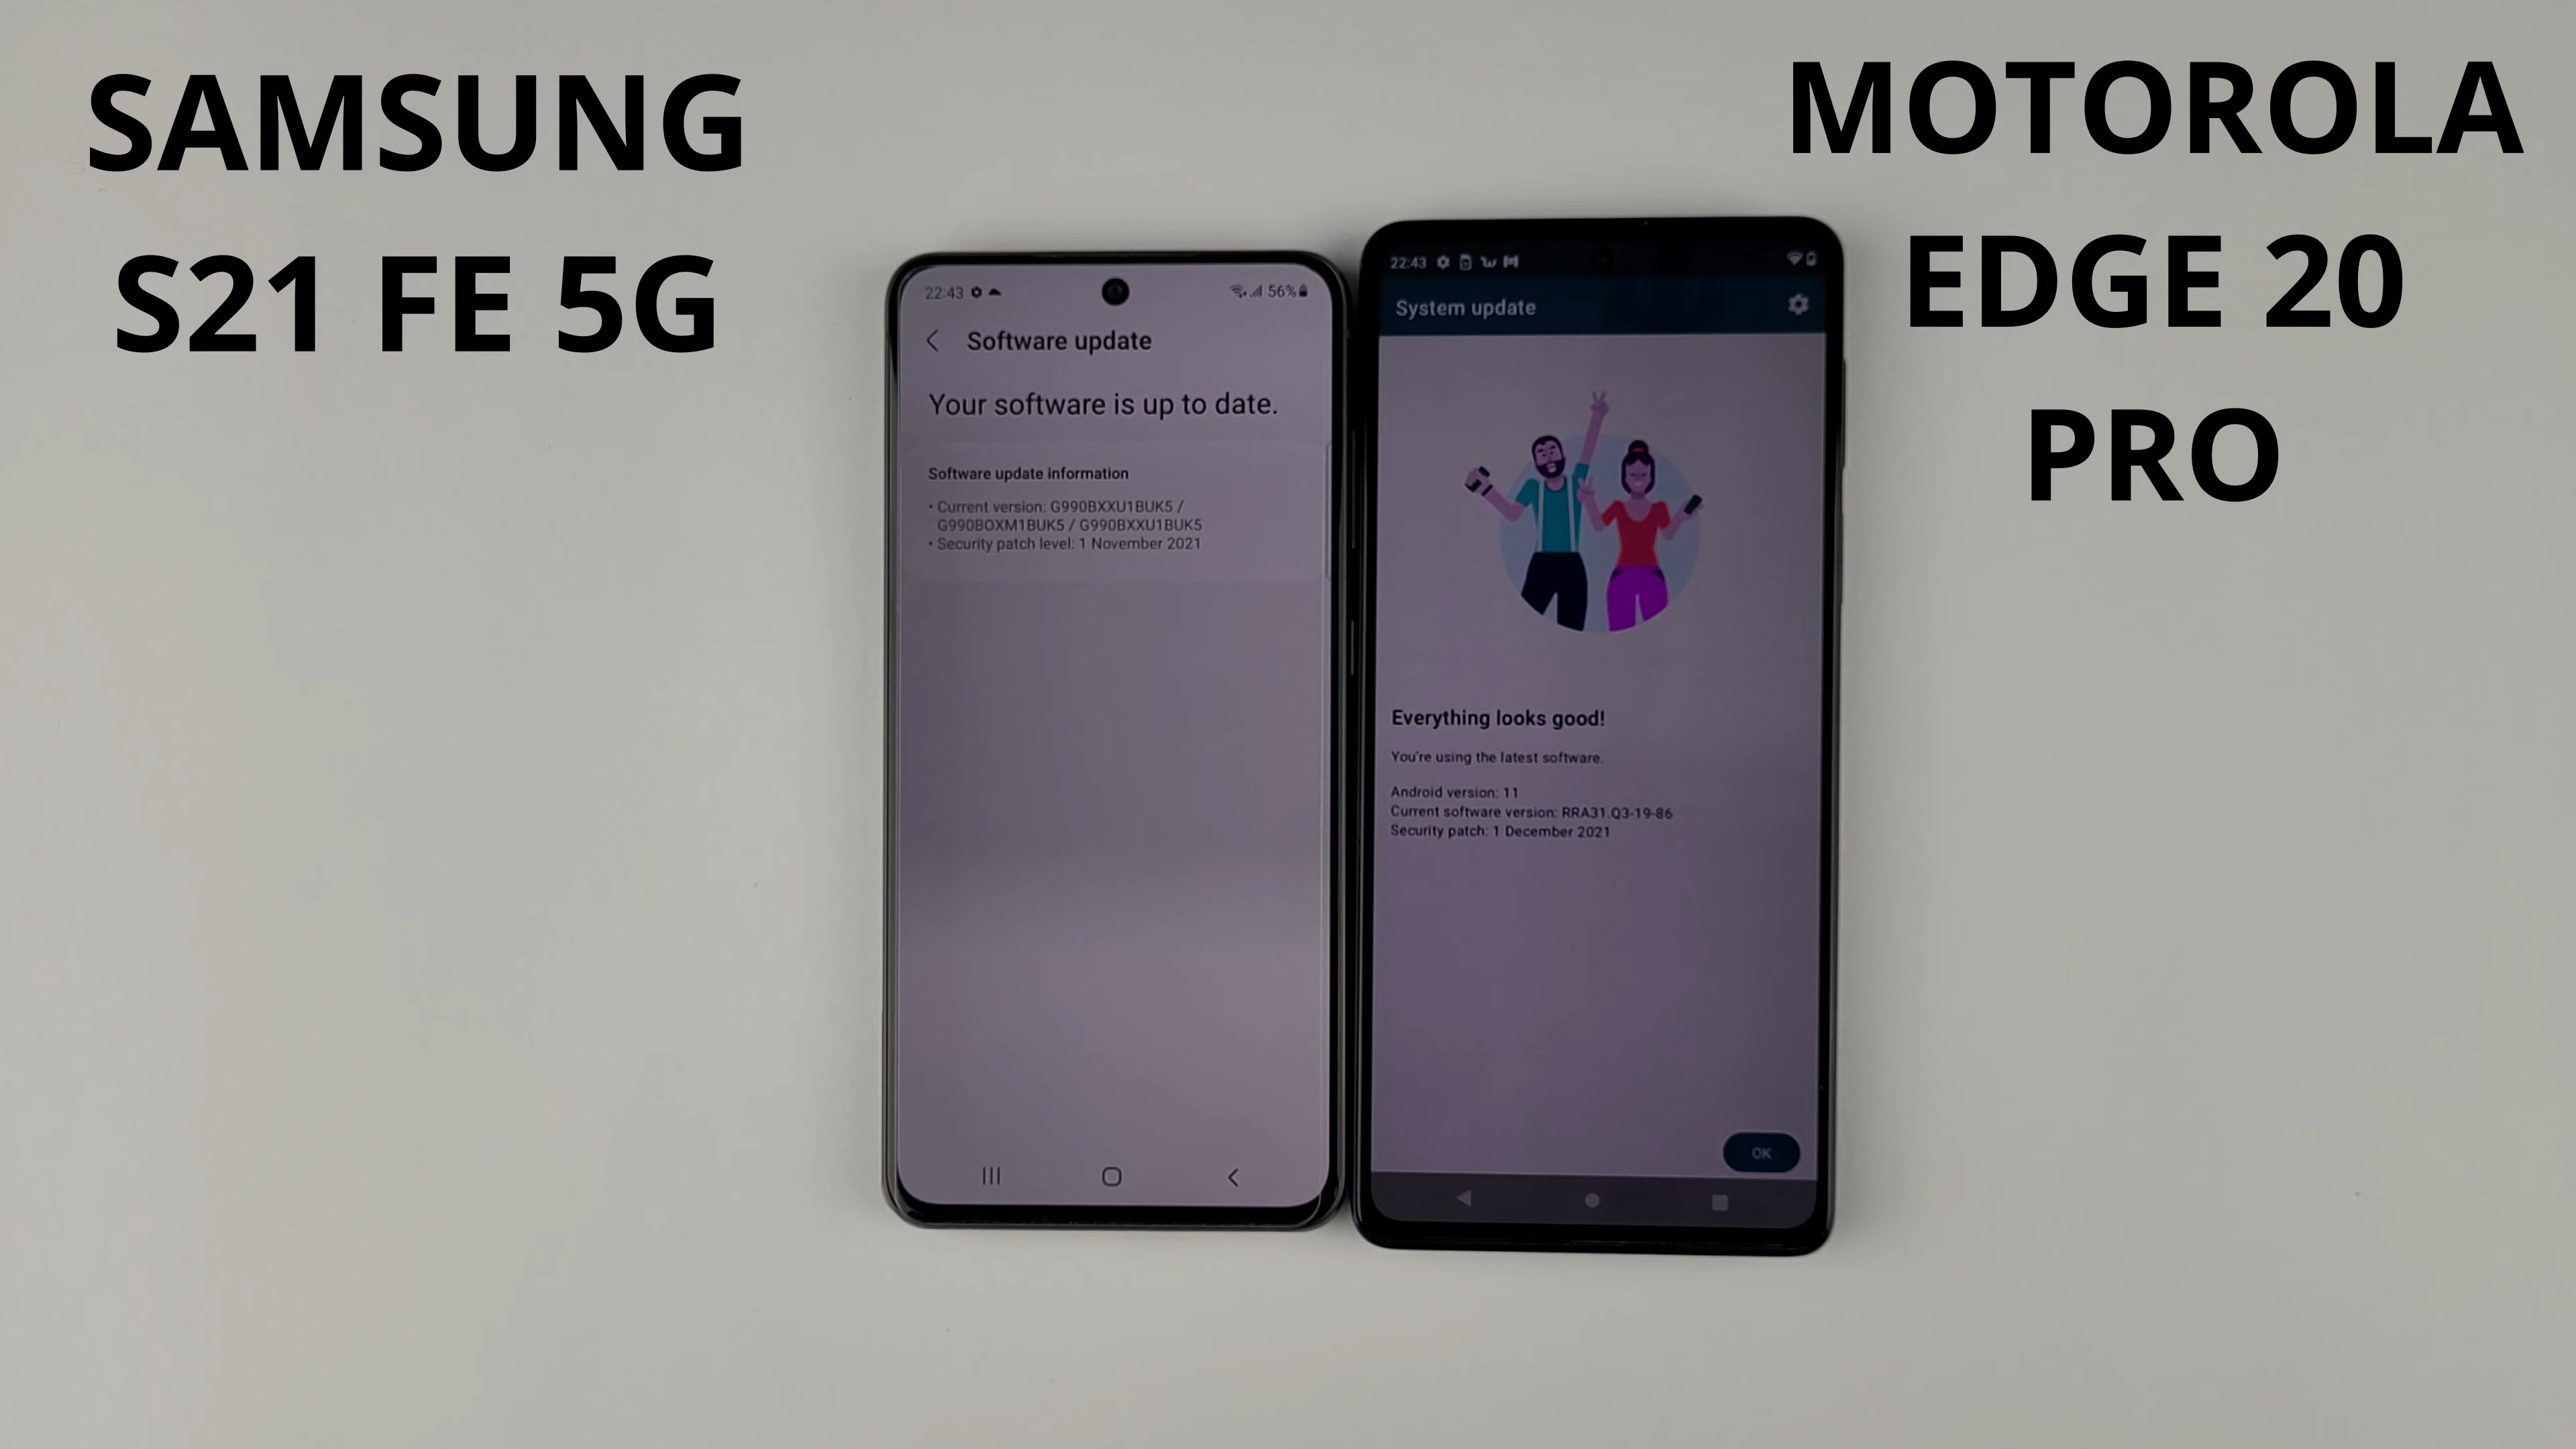 SAMSUNG
S21 FE 5G
MOTOROLA
EDGE 20
PRO
22:43
56%
Software update
Your software is up to date.
Software update information
• Current version: G990BXXU1BUK5 /
G990BOXM1BUK5 / G990BXXU1BUK5
• Security patch level: 1 November 2021
22:43
System update
Everything looks good!
You're using the latest software.
Android version: 11
Current software version: RRA31.Q3-19-86
Security patch: 1 December 2021
OK